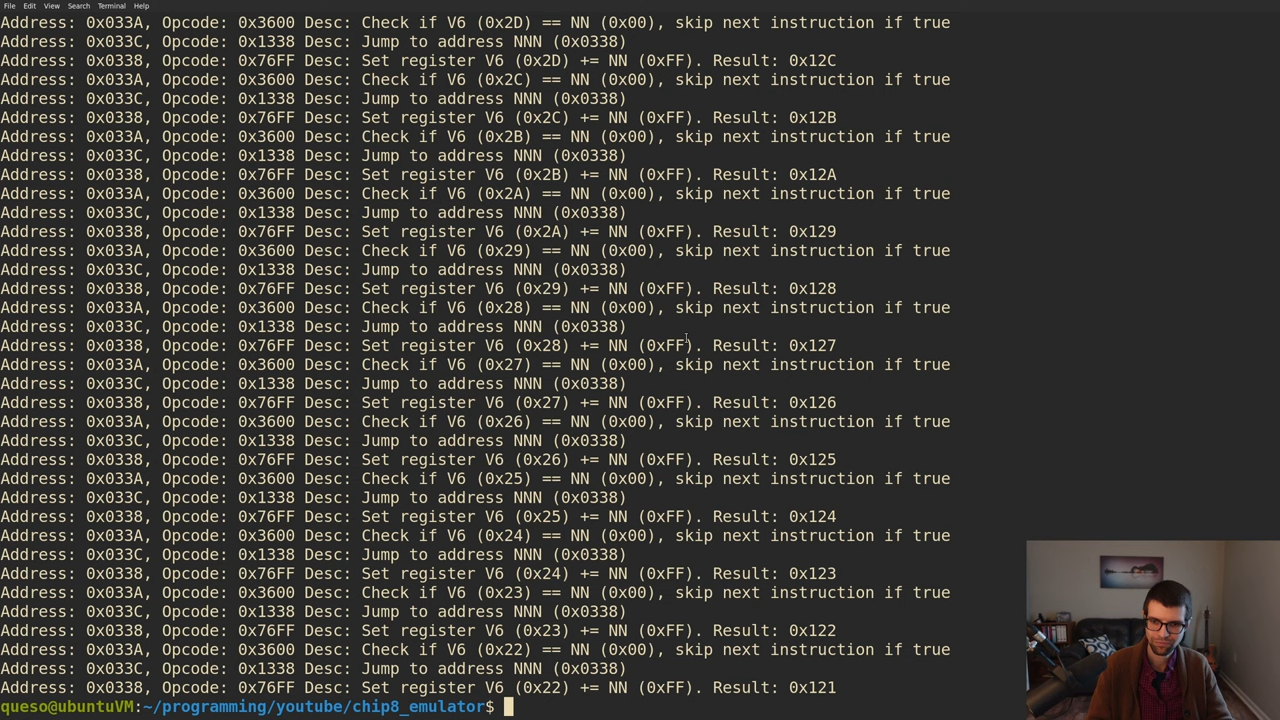 File Edit View Search Terminal Help
Address: 0x033A, Opcode: 0x3600 Desc: Check if V6 (0x2D) == NN (0x00), skip next instruction if true
Address: 0x033C, Opcode: 0x1338 Desc: Jump to address NNN (0x0338)
Address: 0x0338, Opcode: 0x76FF Desc: Set register V6 (0x2D) += NN (0xFF). Result: 0x12C
Address: 0x033A, Opcode: 0x3600 Desc: Check if V6 (0x2C) == NN (0x00), skip next instruction if true
Address: 0x033C, Opcode: 0x1338 Desc: Jump to address NNN (0x0338)
Address: 0x0338, Opcode: 0x76FF Desc: Set register V6 (0x2C) += NN (0xFF). Result: 0x12B
Address: 0x033A, Opcode: 0x3600 Desc: Check if V6 (0x2B) == NN (0x00), skip next instruction if true
Address: 0x033C, Opcode: 0x1338 Desc: Jump to address NNN (0x0338)
Address: 0x0338, Opcode: 0x76FF Desc: Set register V6 (0x2B) += NN (0xFF). Result: 0x12A
Address: 0x033A, Opcode: 0x3600 Desc: Check if V6 (0x2A) == NN (0x00), skip next instruction if true
Address: 0x033C, Opcode: 0x1338 Desc: Jump to address NNN (0x0338)
Address: 0x0338, Opcode: 0x76FF Desc: Set register V6 (0x2A) += NN (0xFF). Result: 0x129
Address: 0x033A, Opcode: 0x3600 Desc: Check if V6 (0x29) == NN (0x00), skip next instruction if true
Address: 0x033C, Opcode: 0x1338 Desc: Jump to address NNN (0x0338)
Address: 0x0338, Opcode: 0x76FF Desc: Set register V6 (0x29) += NN (0xFF). Result: 0x128
Address: 0x033A, Opcode: 0x3600 Desc: Check if V6 (0x28) == NN (0x00), skip next instruction if true
Address: 0x033C, Opcode: 0x1338 Desc: Jump to address NNN (0x0338)
Address: 0x0338, Opcode: 0x76FF Desc: Set register V6 (0x28) += NN (0xFF). Result: 0x127
Address: 0x033A, Opcode: 0x3600 Desc: Check if V6 (0x27) == NN (0x00), skip next instruction if true
Address: 0x033C, Opcode: 0x1338 Desc: Jump to address NNN (0x0338)
Address: 0x0338, Opcode: 0x76FF Desc: Set register V6 (0x27) += NN (0xFF). Result: 0x126
Address: 0x033A, Opcode: 0x3600 Desc: Check if V6 (0x26) == NN (0x00), skip next instruction if true
Address: 0x033C, Opcode: 0x1338 Desc: Jump to address NNN (0x0338)
Address: 0x0338, Opcode: 0x76FF Desc: Set register V6 (0x26) += NN (0xFF). Result: 0x125
Address: 0x033A, Opcode: 0x3600 Desc: Check if V6 (0x25) == NN (0x00), skip next instruction if true
Address: 0x033C, Opcode: 0x1338 Desc: Jump to address NNN (0x0338)
Address: 0x0338, Opcode: 0x76FF Desc: Set register V6 (0x25) += NN (0xFF). Result: 0x124
Address: 0x033A, Opcode: 0x3600 Desc: Check if V6 (0x24) == NN (0x00), skip next instruction if true
Address: 0x033C, Opcode: 0x1338 Desc: Jump to address NNN (0x0338)
Address: 0x0338, Opcode: 0x76FF Desc: Set register V6 (0x24) += NN (0xFF). Result: 0x123
Address: 0x033A, Opcode: 0x3600 Desc: Check if V6 (0x23) == NN (0x00), skip next instruction if true
Address: 0x033C, Opcode: 0x1338 Desc: Jump to address NNN (0x0338)
Address: 0x0338, Opcode: 0x76FF Desc: Set register V6 (0x23) += NN (0xFF). Result: 0x122
Address: 0x033A, Opcode: 0x3600 Desc: Check if V6 (0x22) == NN (0x00), skip next instruction if true
Address: 0x033C, Opcode: 0x1338 Desc: Jump to address NNN (0x0338)
Address: 0x0338, Opcode: 0x76FF Desc: Set register V6 (0x22) += NN (0xFF). Result: 0x121
queso@ubuntuVM:~/programming/youtube/chip8_emulator$